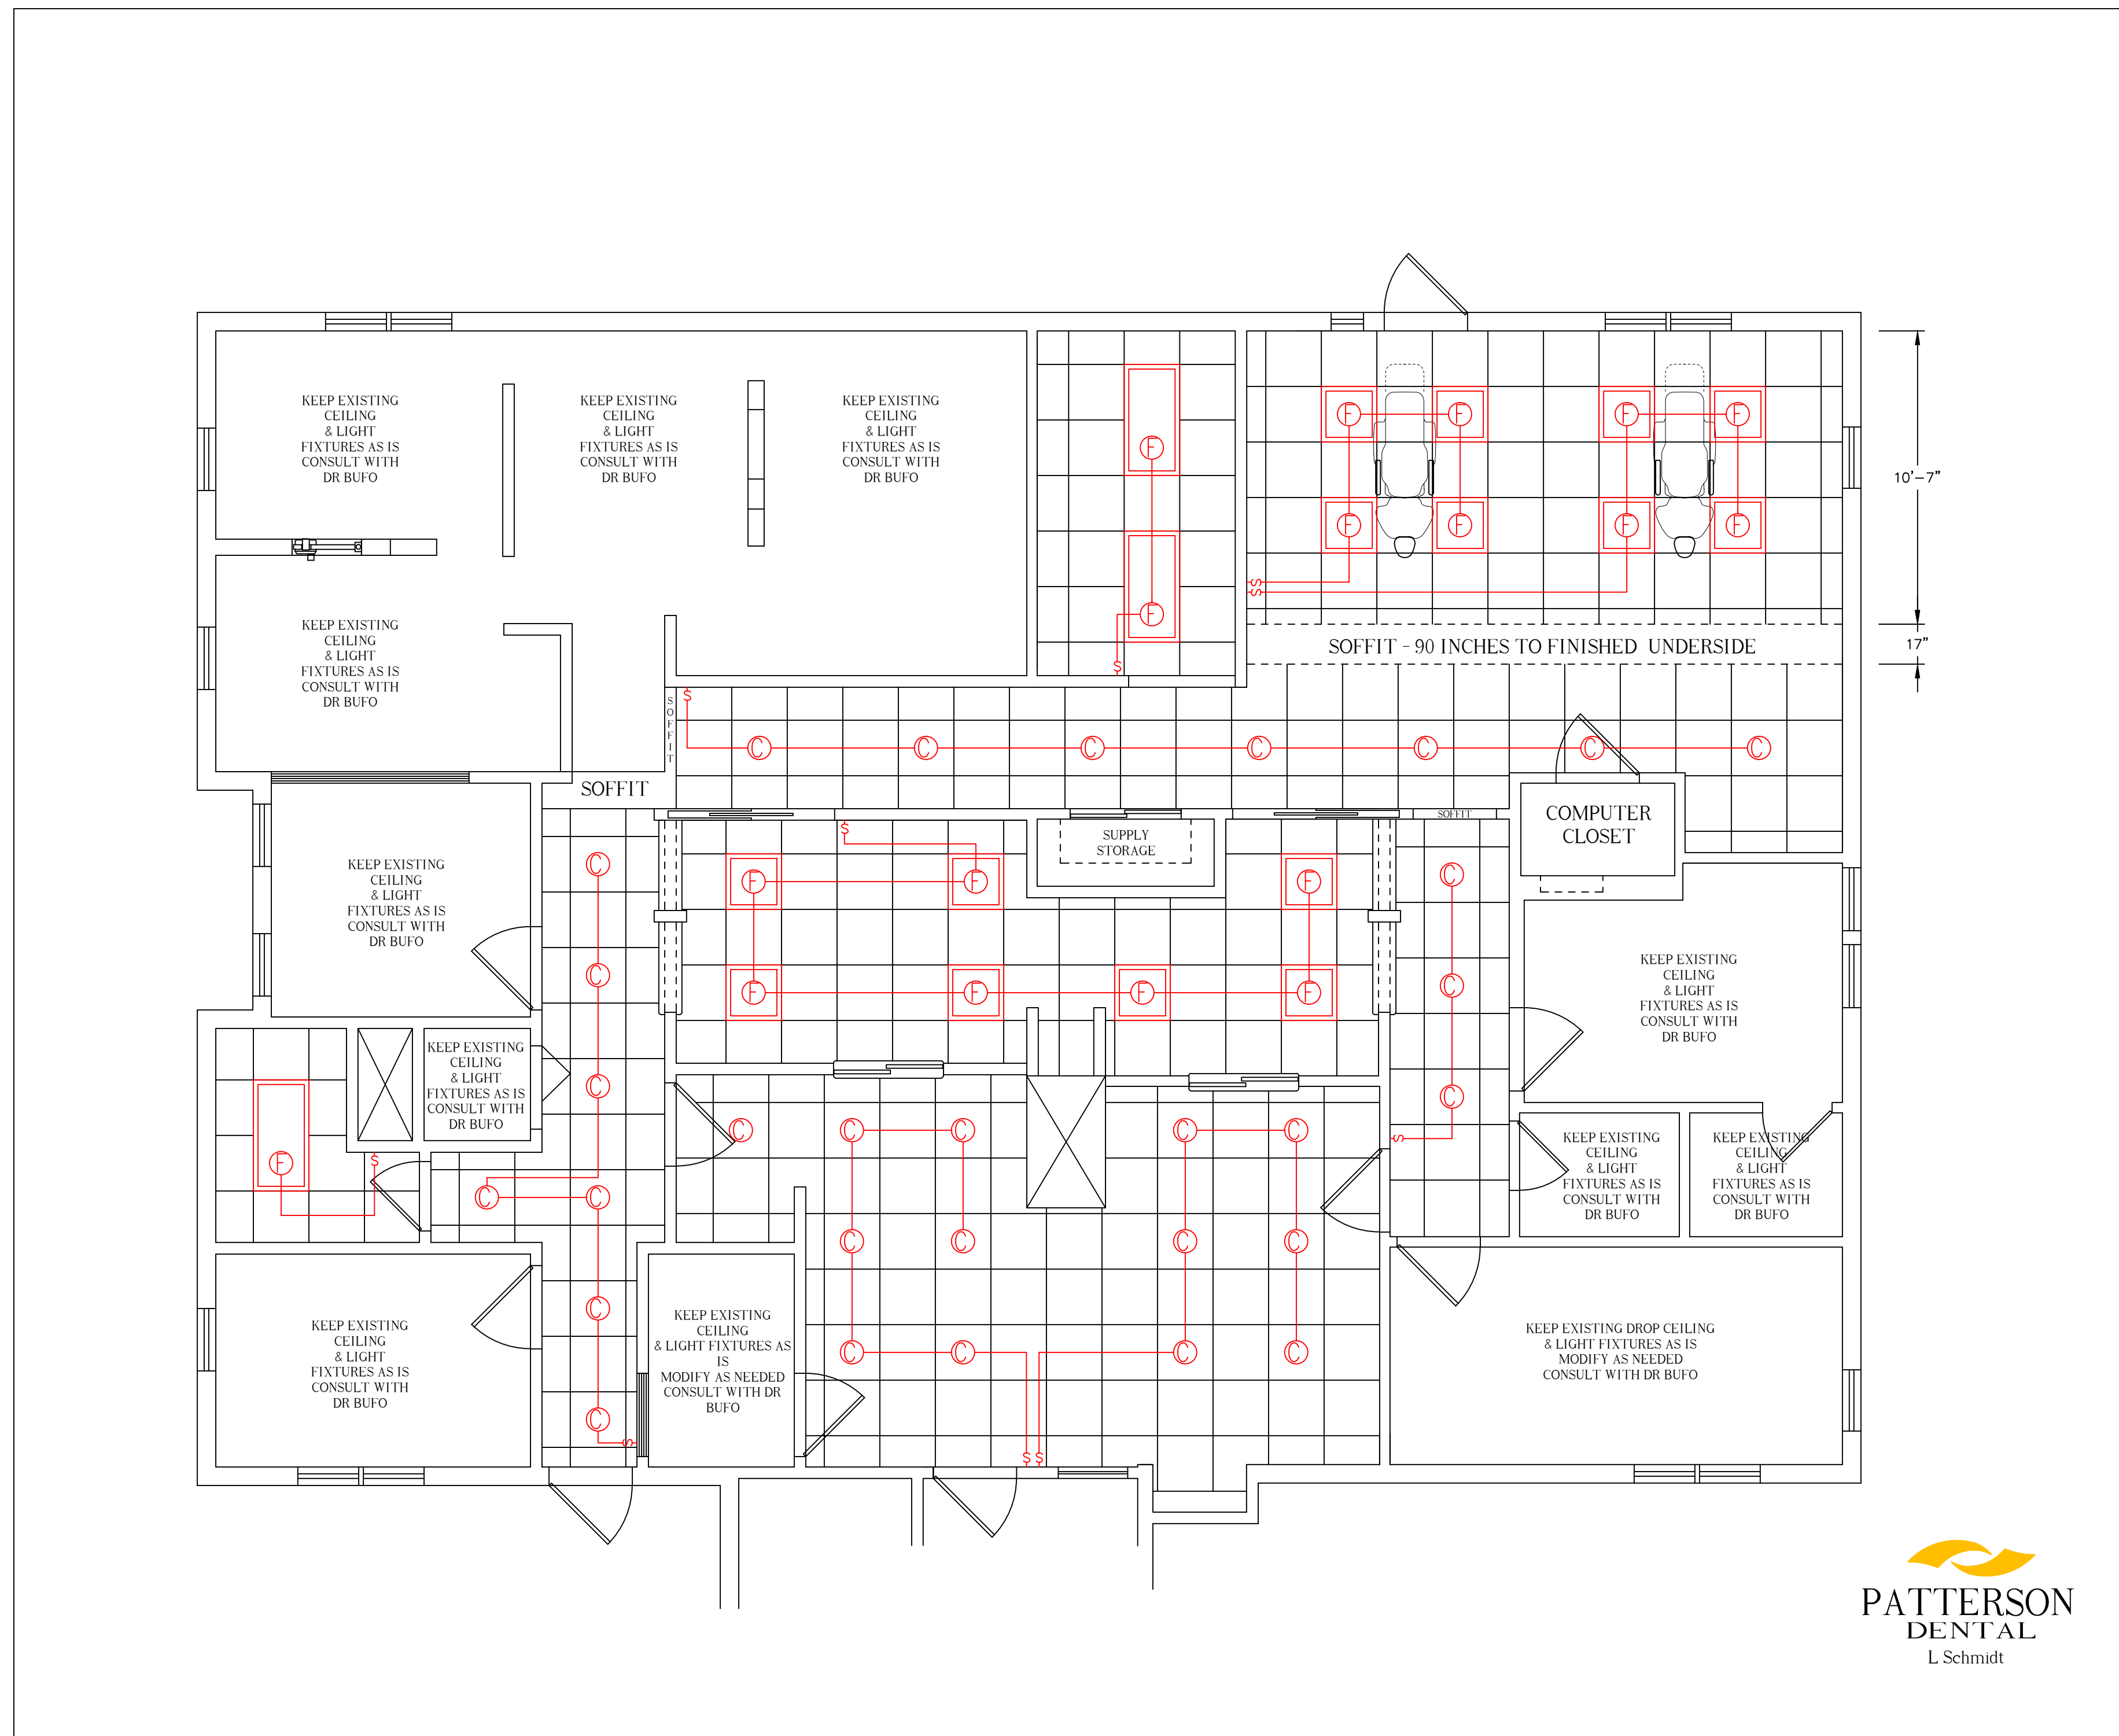 KEEP EXISTING
CEILING
& LIGHT
FIXTURES AS IS
CONSULT WITH
DR BUFO
KEEP EXISTING
CEILING
& LIGHT
FIXTURES AS IS
CONSULT WITH
DR BUFO
KEEP EXISTING
CEILING
& LIGHT
FIXTURES AS IS
CONSULT WITH
DR BUFO
F
F
S
F F F F
F F F F
S
S
10'-7"
17"
SOFFIT - 90 INCHES TO FINISHED UNDERSIDE
KEEP EXISTING
CEILING
& LIGHT
FIXTURES AS IS
CONSULT WITH
DR BUFO
S
O
F
F
I
T
S
C C C C C C C
SOFFIT
SOFFIT
COMPUTER
CLOSET
SUPPLY
STORAGE
S
F F F
F F F F
KEEP EXISTING
CEILING
& LIGHT
FIXTURES AS IS
CONSULT WITH
DR BUFO
C
C
C
C C
C
C
S
C
C
C
S
KEEP EXISTING
CEILING
& LIGHT
FIXTURES AS IS
CONSULT WITH
DR BUFO
KEEP EXISTING
CEILING
& LIGHT
FIXTURES AS IS
CONSULT WITH
DR BUFO
F
S
C C C C C
C C C C
C C C C
S S
KEEP EXISTING
CEILING
& LIGHT
FIXTURES AS IS
CONSULT WITH
DR BUFO
KEEP EXISTING
CEILING
& LIGHT
FIXTURES AS IS
CONSULT WITH
DR BUFO
KEEP EXISTING
CEILING
& LIGHT
FIXTURES AS IS
CONSULT WITH
DR BUFO
KEEP EXISTING
CEILING
& LIGHT FIXTURES AS
IS
MODIFY AS NEEDED
CONSULT WITH DR
BUFO
KEEP EXISTING DROP CEILING
& LIGHT FIXTURES AS IS
MODIFY AS NEEDED
CONSULT WITH DR BUFO
PATTERSON
DENTAL
L Schmidt